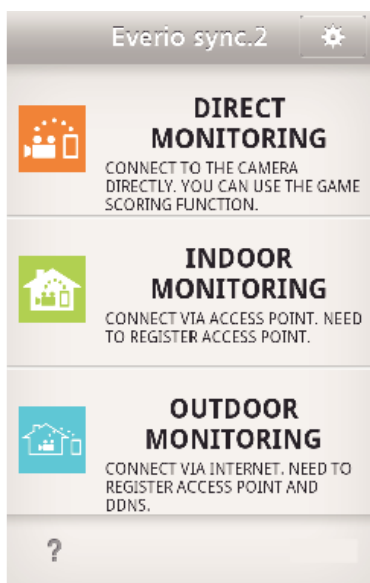 Everio sync.2
DIRECT
MONITORING
CONNECT TO THE CAMERA
DIRECTLY. YOU CAN USE THE GAME
SCORING FUNCTION.
INDOOR
MONITORING
CONNECT VIA ACCESS POINT. NEED
TO REGISTER ACCESS POINT.
OUTDOOR
MONITORING
CONNECT VIA INTERNET. NEED TO
REGISTER ACCESS POINT AND
DDNS.
?